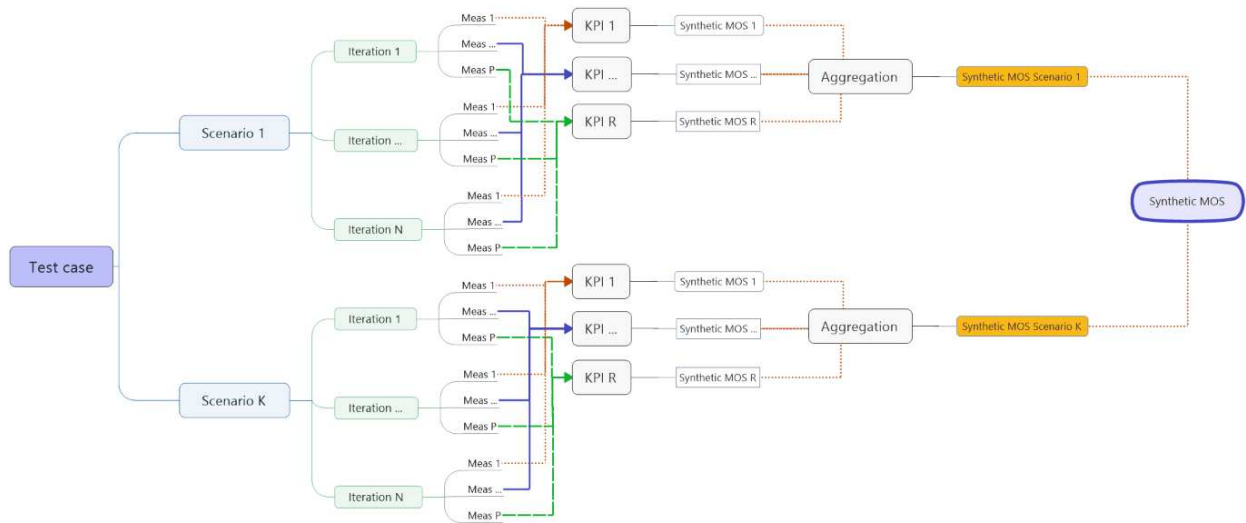 Test case
Scenario 1
Iteration 1
Meas 1
Meas ...
Meas P
Iteration ...
Meas 1
Meas ...
Meas P
Iteration N
Meas 1
Meas ...
Meas P
KPI 1
Synthetic MOS 1
KPI ...
Synthetic MOS ...
KPI R
Synthetic MOS R
Aggregation
Synthetic MOS Scenario 1
Scenario K
Iteration 1
Meas 1
Meas ...
Meas P
Iteration ...
Meas 1
Meas ...
Meas P
Iteration N
Meas 1
Meas ...
Meas P
KPI 1
Synthetic MOS 1
KPI ...
Synthetic MOS ...
KPI R
Synthetic MOS R
Aggregation
Synthetic MOS Scenario K
Synthetic MOS